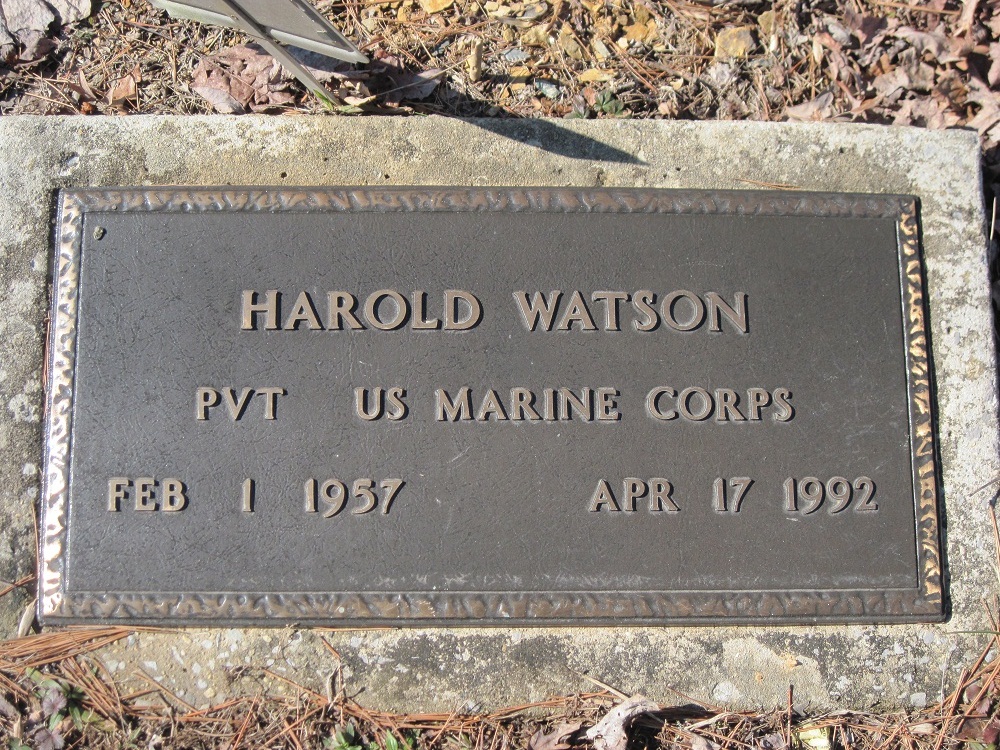 HAROLD WATSON
PVT US MARINE CORPS
FEB 1 1957 APR 17 1992